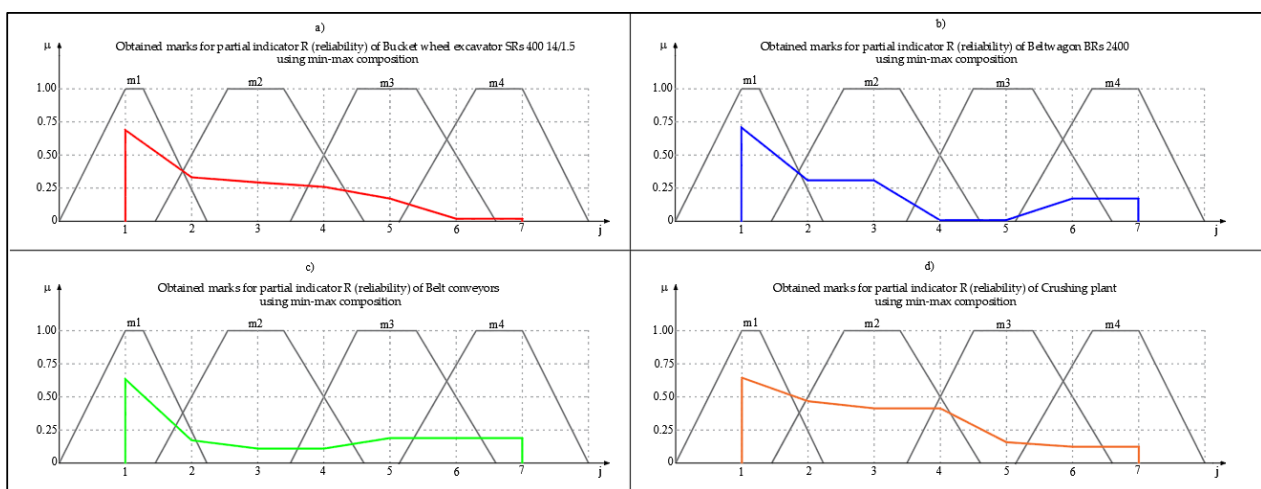 a)
Obtained marks for partial indicator R (reliability) of Bucket wheel excavator SRs 400 14/1.5
using min-max composition
μ
m1 m2 m3 m4
1.00
0.75
0.50
0.25
0
1 2 3 4 5 6 7 j
b)
Obtained marks for partial indicator R (reliability) of Beltwagon BRs 2400
using min-max composition
μ
m1 m2 m3 m4
1.00
0.75
0.50
0.25
0
1 2 3 4 5 6 7 j
c)
Obtained marks for partial indicator R (reliability) of Belt conveyors
using min-max composition
μ
m1 m2 m3 m4
1.00
0.75
0.50
0.25
0
1 2 3 4 5 6 7 j
d)
Obtained marks for partial indicator R (reliability) of Crushing plant
using min-max composition
μ
m1 m2 m3 m4
1.00
0.75
0.50
0.25
0
1 2 3 4 5 6 7 j